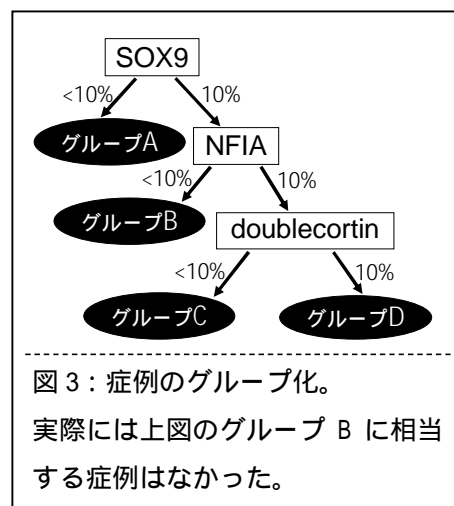 SOX9
<10% 10%
グループA
NFIA
<10% 10%
グループB
doublecortin
<10% 10%
グループC グループD
図 3：症例のグループ化。
実際には上図のグループ B に相当
する症例はなかった。